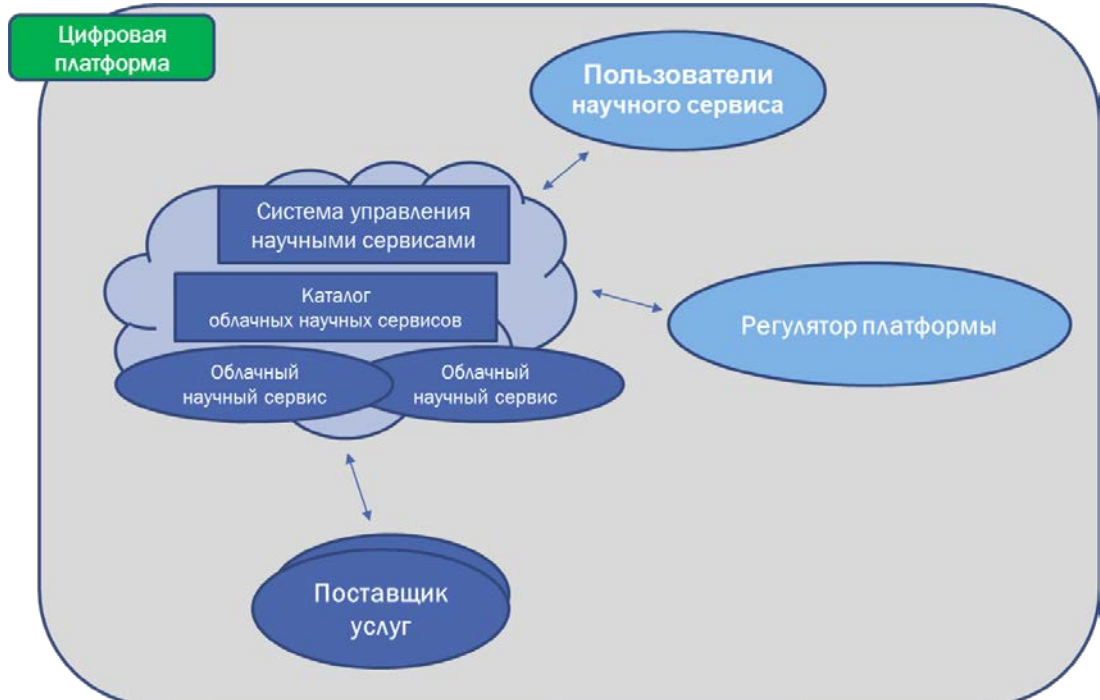 Цифровая
платформа
Пользователи
научного сервиса
Система управления
научными сервисами
Каталог
облачных научных сервисов
Регулятор платформы
Облачный
научный сервис
Облачный
научный сервис
Поставщик
услуг